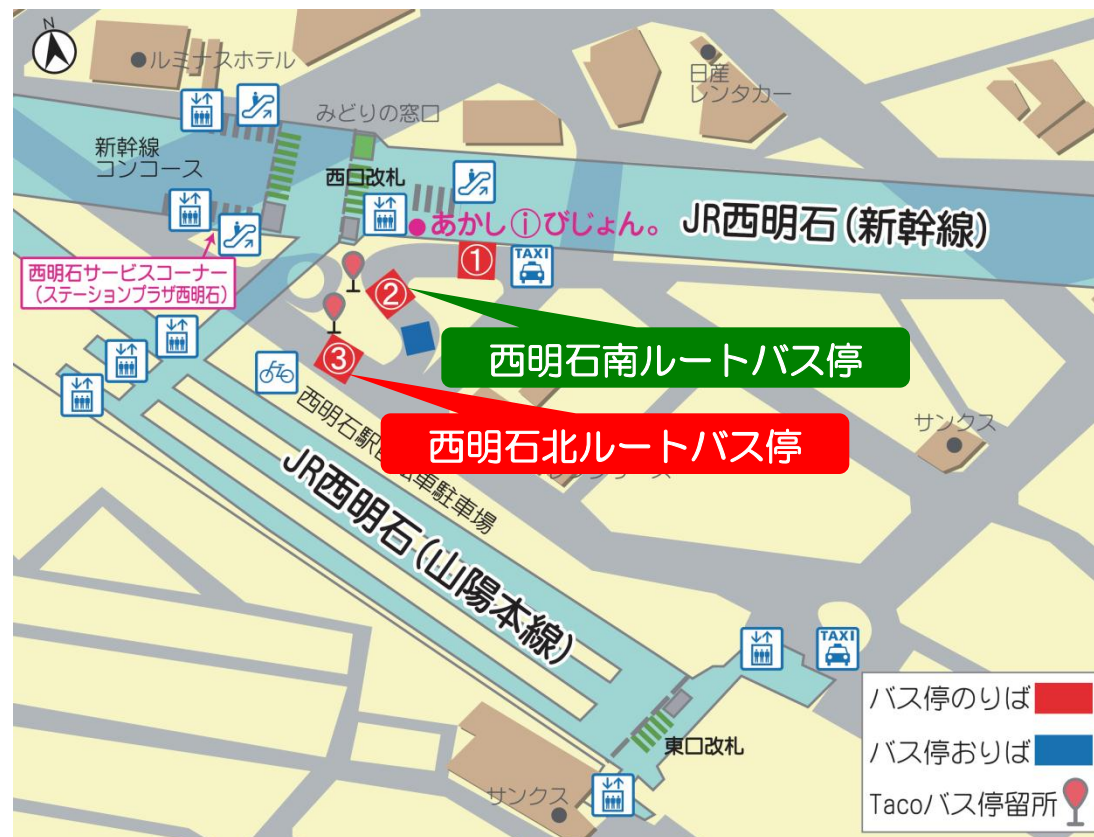 N
ルミナスホテル
日産
レンタカー
みどりの窓口
新幹線
コンコース
西口改札
あかしⓘびじょん。
JR西明石(新幹線)
西明石サービスコーナー
(ステーションプラザ西明石)
①
TAXI
②
西明石南ルートバス停
③
西明石北ルートバス停
サンクス
西明石駅
車駐車場
JR西明石(山陽本線)
TAXI
東口改札
サンクス
バス停のりば
バス停おりば
Tacoバス停留所